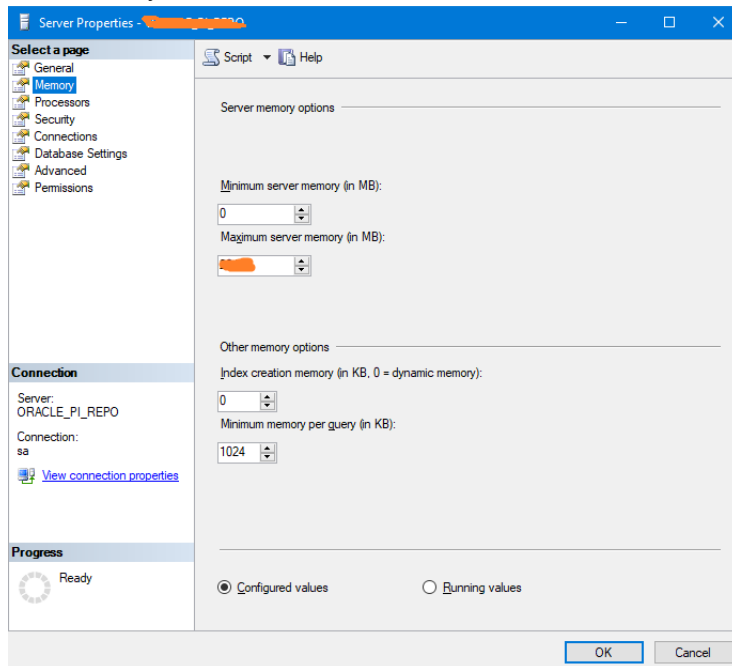 Server Properties -
Select a page
General
Memory
Processors
Security
Connections
Database Settings
Advanced
Permissions
Script Help
Server memory options
Minimum server memory (in MB):
0
Maximum server memory (in MB):
Other memory options
Index creation memory (in KB, 0 = dynamic memory):
0
Minimum memory per query (in KB):
1024
Connection
Server:
ORACLE_PI_REPO
Connection:
sa
View connection properties
Progress
Ready
Configured values Running values
OK Cancel